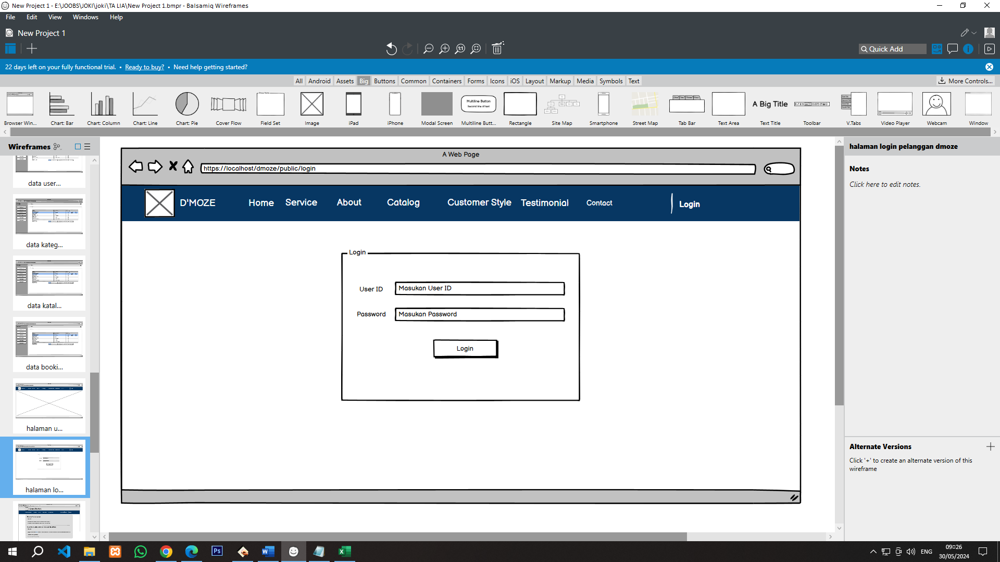 New Project 1 - E:\JOOBS\JOKI\joki\TA LIA\New Project 1.bmpr - Balsamiq Wireframes
File Edit View Windows Help
New Project 1
Quick Add
22 days left on your fully functional trial. • Ready to buy? • Need help getting started?
All Android Assets Big Buttons Common Containers Forms Icons iOS Layout Markup Media Symbols Text
More Controls...
Multiline Button
Second line of text
A Big Title
Browser Win... Chart: Bar Chart: Column Chart: Line Chart: Pie Cover Flow Field Set Image iPad iPhone Modal Screen Multiline Butt... Rectangle Site Map Smartphone Street Map Tab Bar Text Area Text Title Toolbar V.Tabs Video Player Webcam Window
Wireframes
data user...
data kateg...
data katal...
data booki...
halaman u...
halaman lo...
A Web Page
https://localhost/dmoze/public/login
D'MOZE Home Service About Catalog Customer Style Testimonial Contact Login
Login
User ID Masukan User ID
Password Masukan Password
Login
halaman login pelanggan dmoze
Notes
Click here to edit notes.
Alternate Versions
Click '+' to create an alternate version of this
wireframe
ENG
09:26
30/05/2024